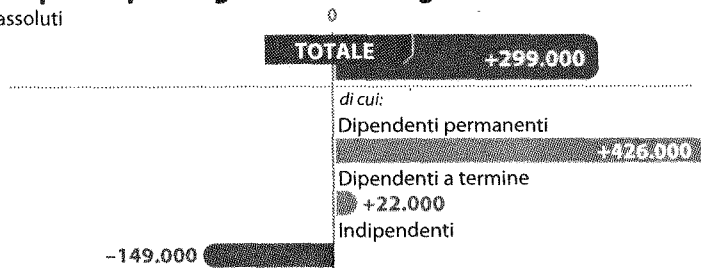 assoluti
0
TOTALE +299.000
di cui:
Dipendenti permanenti
+426.000
Dipendenti a termine
+22.000
Indipendenti
–149.000